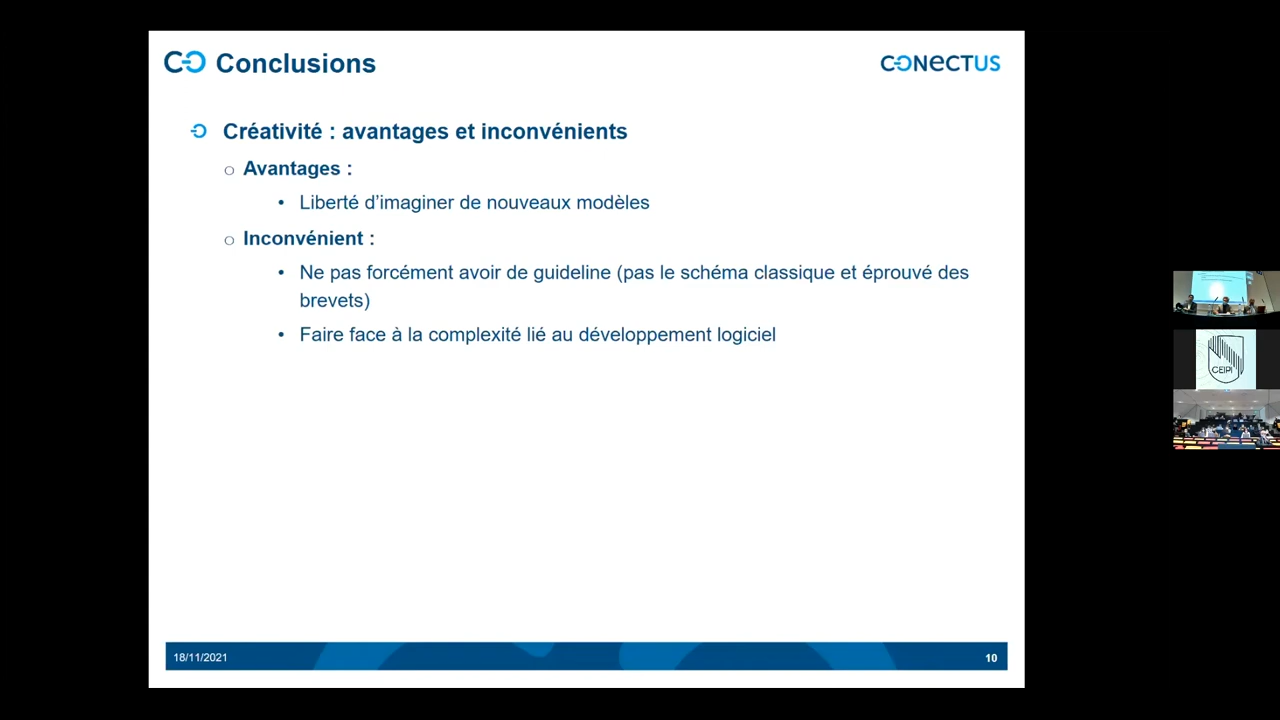 Conclusions
CONECTUS
Créativité : avantages et inconvénients
Avantages :
Liberté d'imaginer de nouveaux modèles
Inconvénient :
Ne pas forcément avoir de guideline (pas le schéma classique et éprouvé des
brevets)
Faire face à la complexité lié au développement logiciel
CEIPI
18/11/2021
10